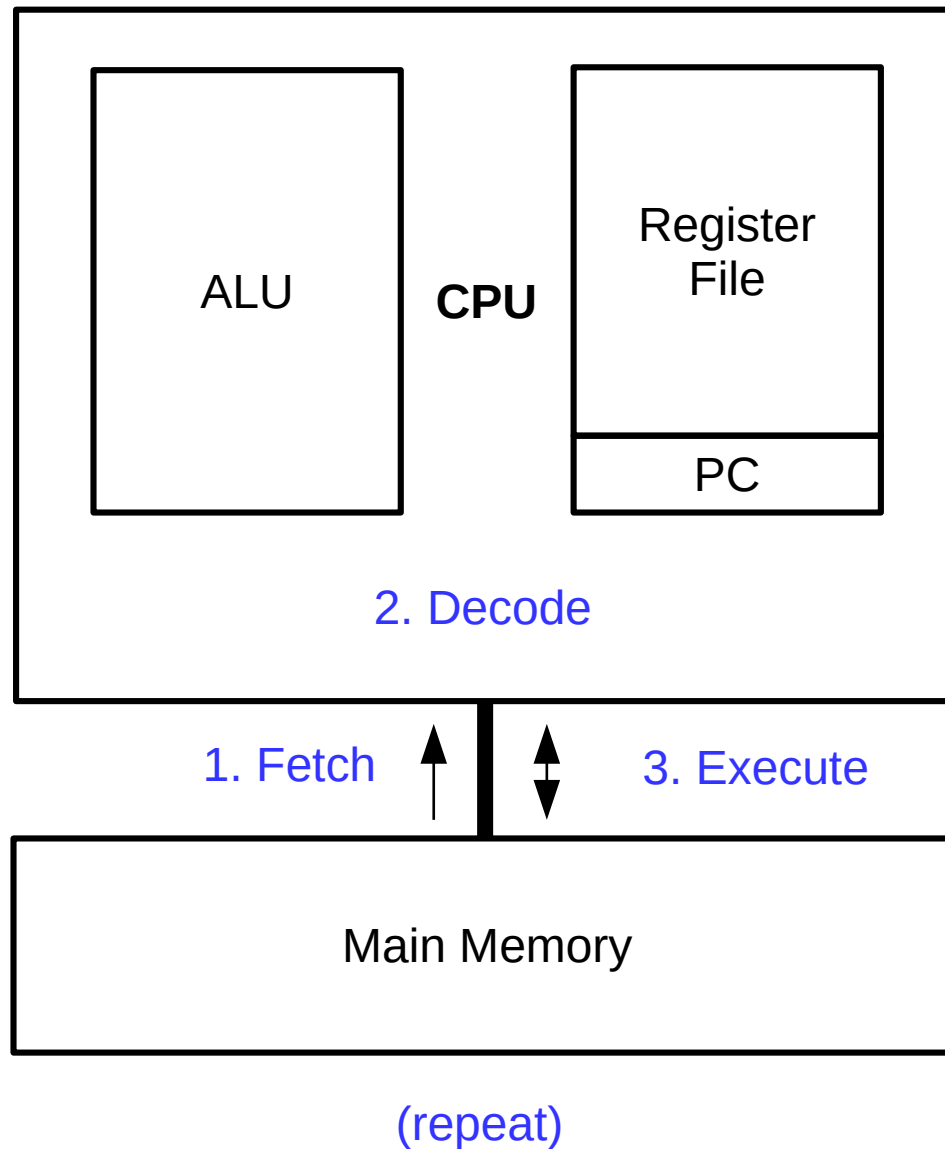 ALU
CPU
Register
File
PC
2. Decode
1. Fetch
3. Execute
Main Memory
(repeat)